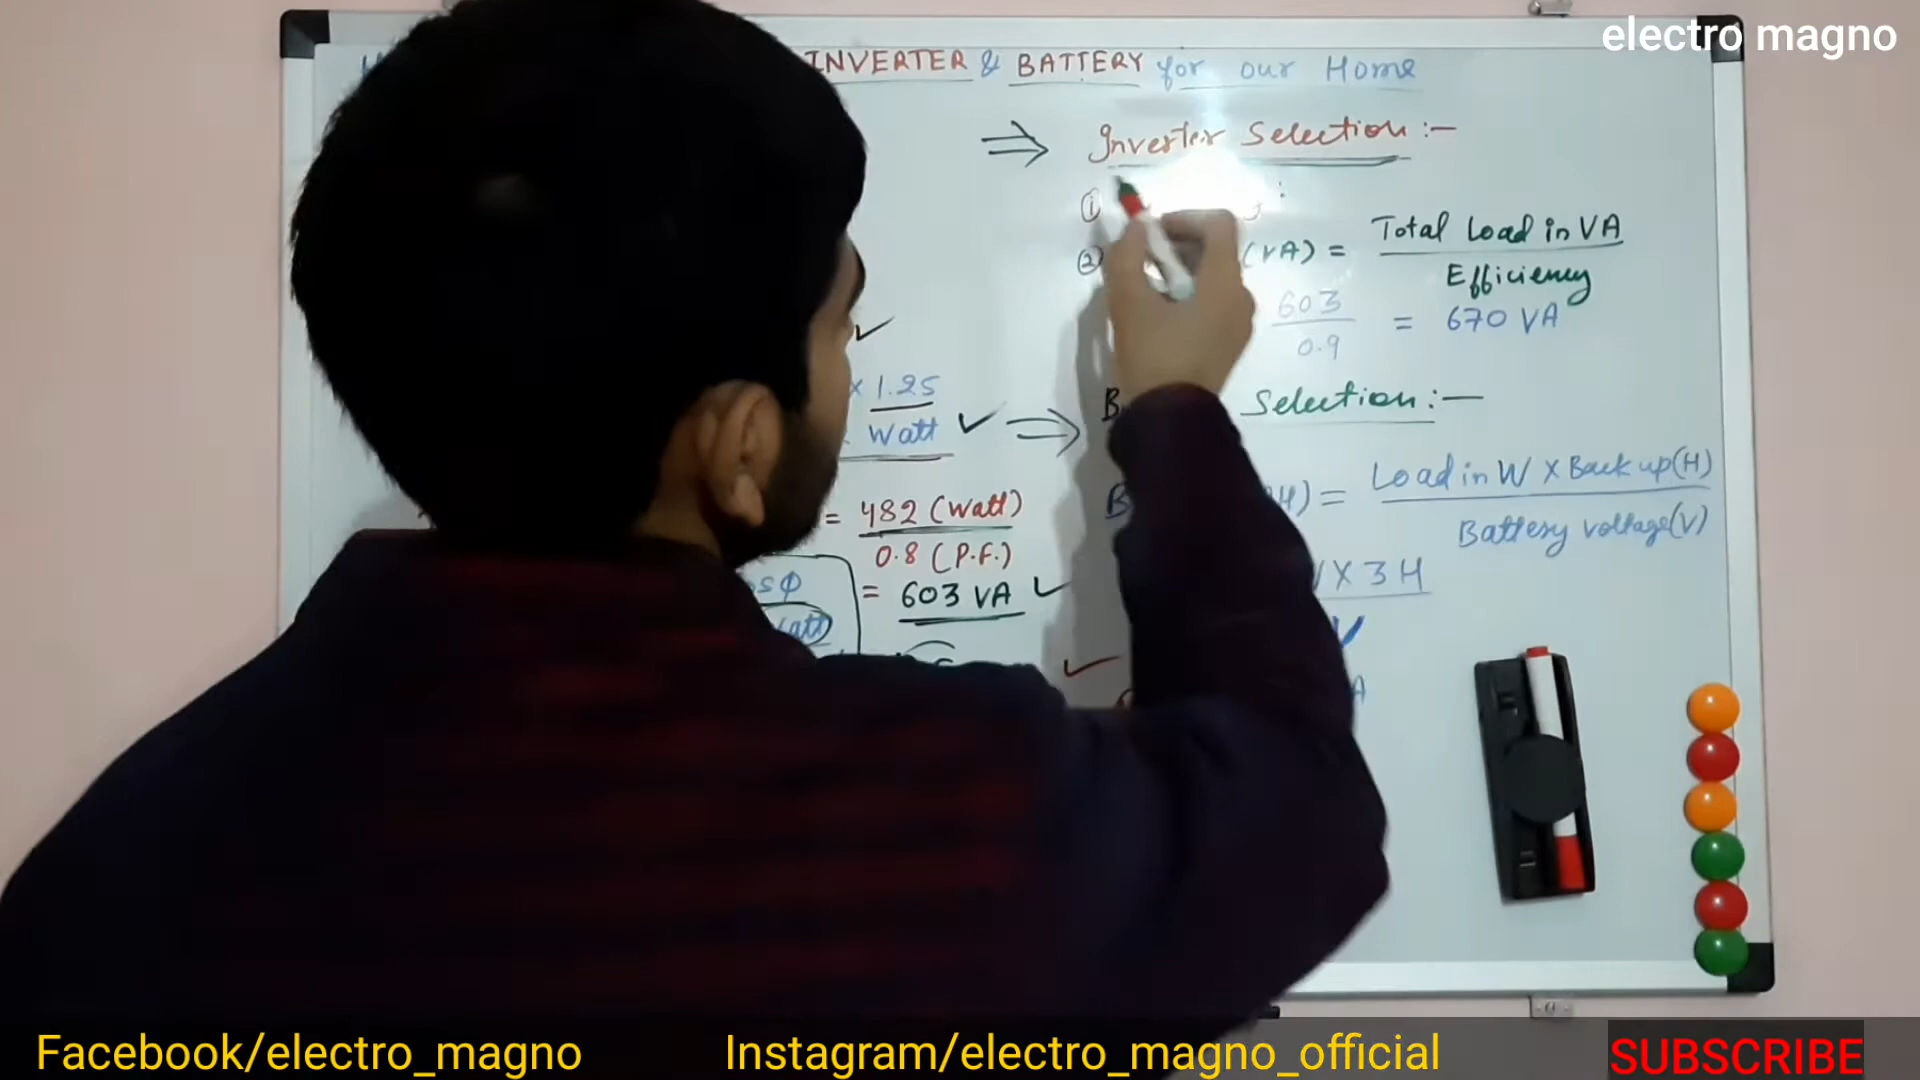 electro magno
INVERTER & BATTERY for our Home
⇒ Inverter Selection :-
①
② (VA) = Total Load in VA
Efficiency
603 = 670 VA
0.9
× 1.25
Watt
⇒ Selection :-
H) = Load in W X Back up(H)
Battery voltage(V)
= 482 (Watt)
0.8 (P.F.)
= 603 VA
X 3 H
Facebook/electro_magno
Instagram/electro_magno_official
SUBSCRIBE